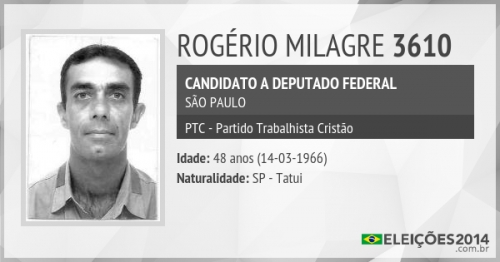 ROGÉRIO MILAGRE 3610
CANDIDATO A DEPUTADO FEDERAL
SÃO PAULO
PTC - Partido Trabalhista Cristão
Idade: 48 anos (14-03-1966)
Naturalidade: SP - Tatui
ELEIÇÕES2014
.com.br